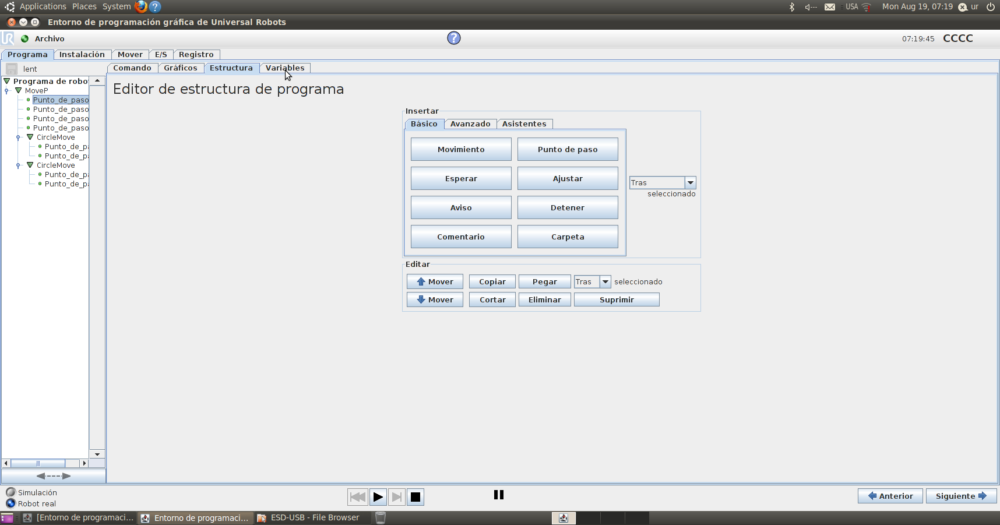 Applications Places System
USA Mon Aug 19, 07:19 ur
Entorno de programación gráfica de Universal Robots
Archivo
07:19:45 CCCC
Programa Instalación Mover E/S Registro
lent
Comando Gráficos Estructura Variables
Programa de robo
MoveP
Punto_de_paso
Punto_de_paso
Punto_de_paso
Punto_de_paso
CircleMove
Punto_de_pa
Punto_de_pa
CircleMove
Punto_de_pa
Punto_de_pa
Editor de estructura de programa
Insertar
Básico Avanzado Asistentes
Movimiento Punto de paso
Esperar Ajustar
Aviso Detener
Comentario Carpeta
Tras
seleccionado
Editar
Mover Copiar Pegar Tras seleccionado
Mover Cortar Eliminar Suprimir
Simulación
Robot real
Anterior Siguiente
[Entorno de programaci... Entorno de programaci... ESD-USB - File Browser